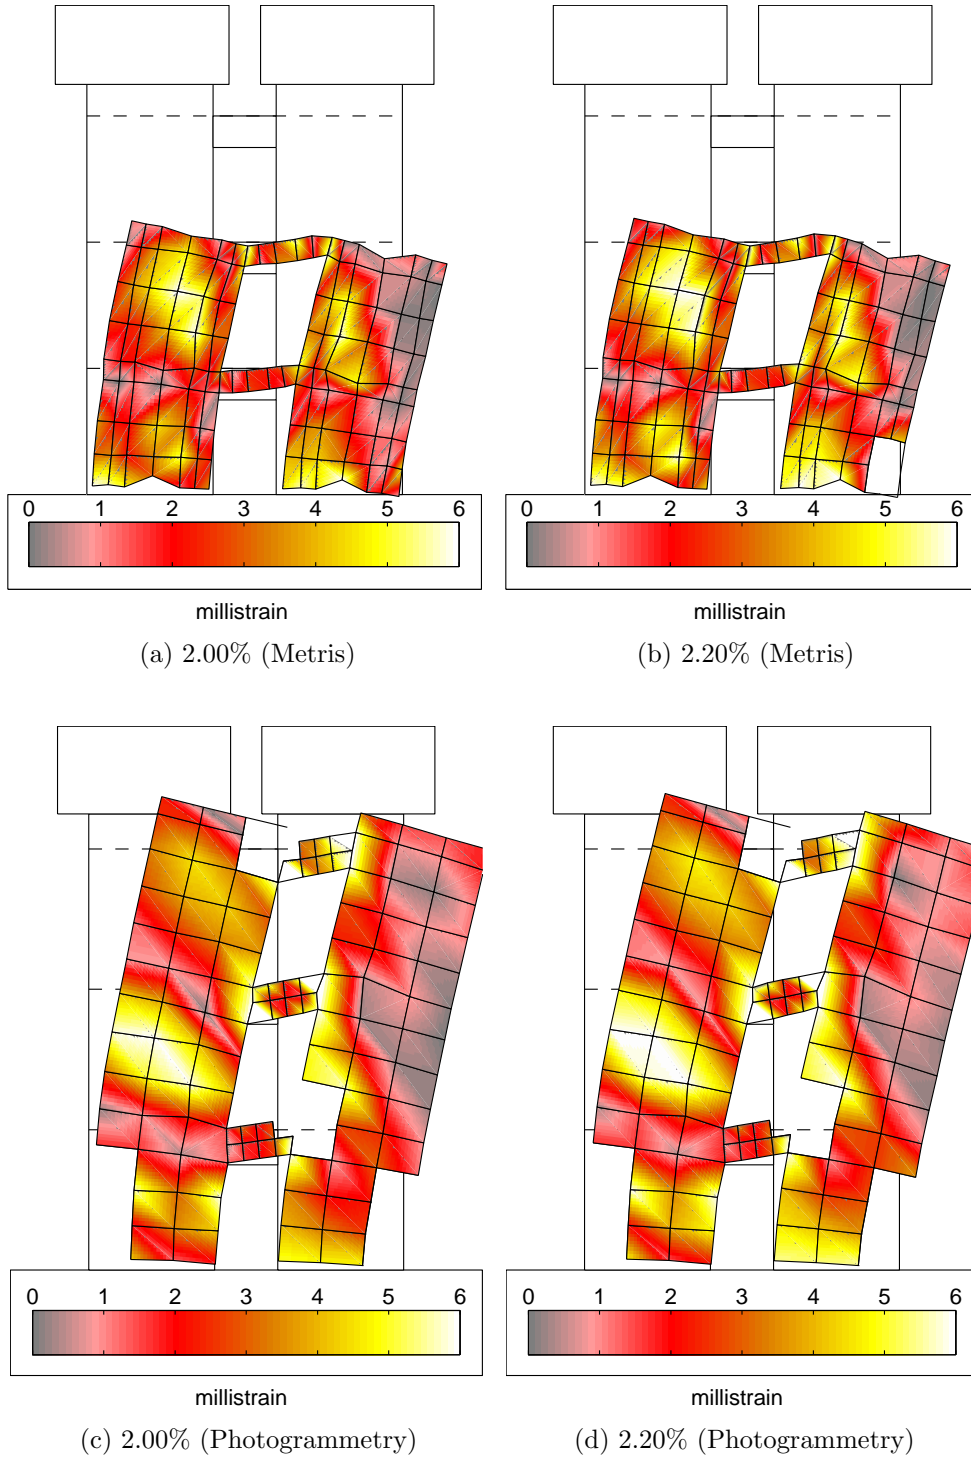 0 1 2 3 4 5 6
millistrain
(a) 2.00% (Metris)
0 1 2 3 4 5 6
millistrain
(b) 2.20% (Metris)
0 1 2 3 4 5 6
millistrain
(c) 2.00% (Photogrammetry)
0 1 2 3 4 5 6
millistrain
(d) 2.20% (Photogrammetry)